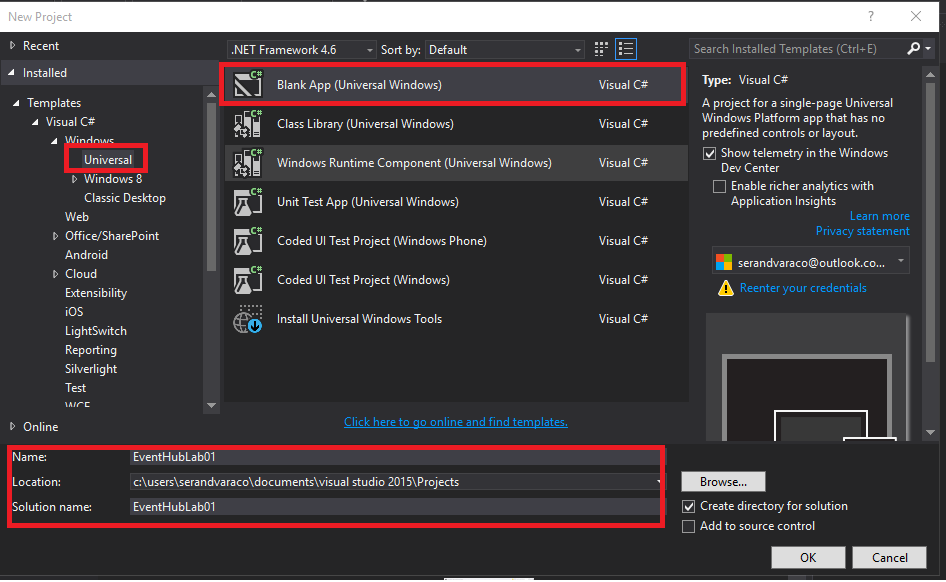 New Project
?
Recent
.NET Framework 4.6
Sort by:
Default
Search Installed Templates (Ctrl+E)
Installed
Templates
Visual C#
Windows
Universal
Windows 8
Classic Desktop
Web
Office/SharePoint
Android
Cloud
Extensibility
iOS
LightSwitch
Reporting
Silverlight
Test
WCF
Online
C#
Blank App (Universal Windows)
Visual C#
C#
Class Library (Universal Windows)
Visual C#
C#
Windows Runtime Component (Universal Windows)
Visual C#
C#
Unit Test App (Universal Windows)
Visual C#
C#
Coded UI Test Project (Windows Phone)
Visual C#
C#
Coded UI Test Project (Windows)
Visual C#
Install Universal Windows Tools
Visual C#
Click here to go online and find templates.
Type: Visual C#
A project for a single-page Universal
Windows Platform app that has no
predefined controls or layout.
Show telemetry in the Windows
Dev Center
Enable richer analytics with
Application Insights
Learn more
Privacy statement
serandvaraco@outlook.co...
Reenter your credentials
Name:
EventHubLab01
Location:
c:\users\serandvaraco\documents\visual studio 2015\Projects
Solution name:
EventHubLab01
Browse...
Create directory for solution
Add to source control
OK
Cancel